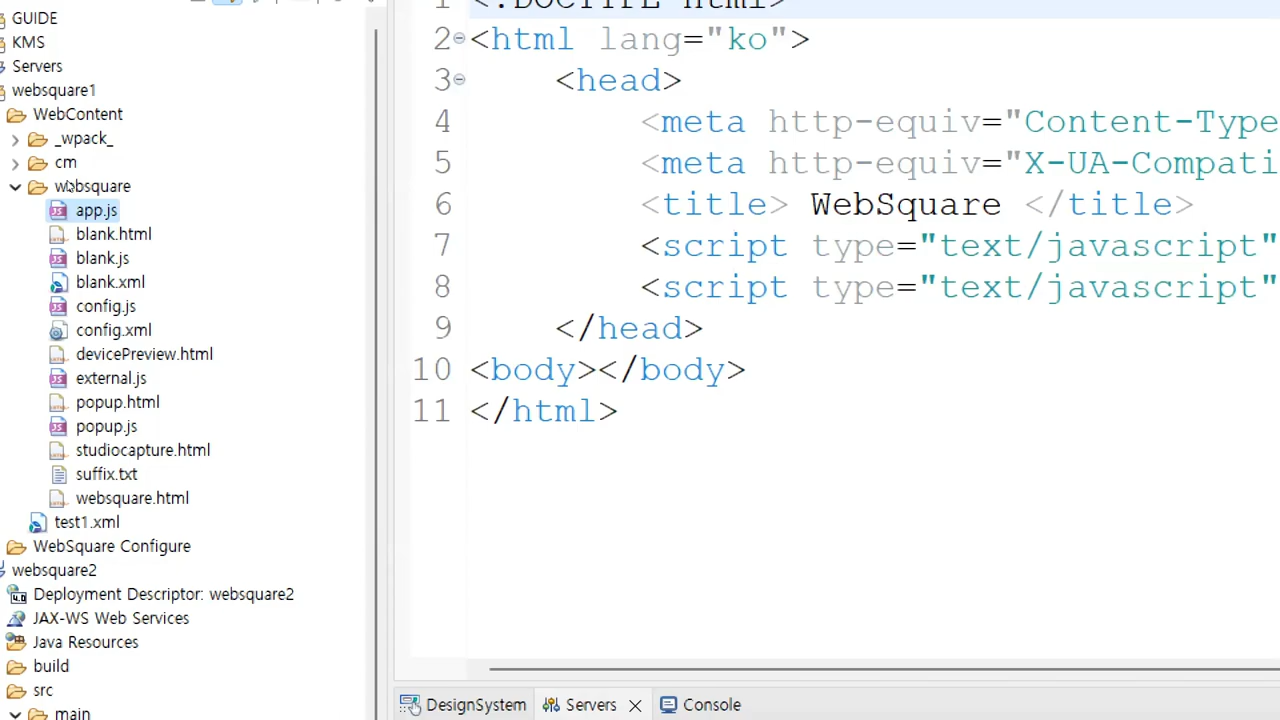 GUIDE
KMS
Servers
websquare1
WebContent
_wpack_
cm
websquare
app.js
blank.html
blank.js
blank.xml
config.js
config.xml
devicePreview.html
external.js
popup.html
popup.js
studiocapture.html
suffix.txt
websquare.html
test1.xml
WebSquare Configure
websquare2
Deployment Descriptor: websquare2
JAX-WS Web Services
Java Resources
build
src
main
1 <!DOCTYPE html>
2 <html lang="ko">
3 <head>
4 <meta http-equiv="Content-Type
5 <meta http-equiv="X-UA-Compati
6 <title> WebSquare </title>
7 <script type="text/javascript"
8 <script type="text/javascript"
9 </head>
10 <body></body>
11 </html>
DesignSystem Servers Console